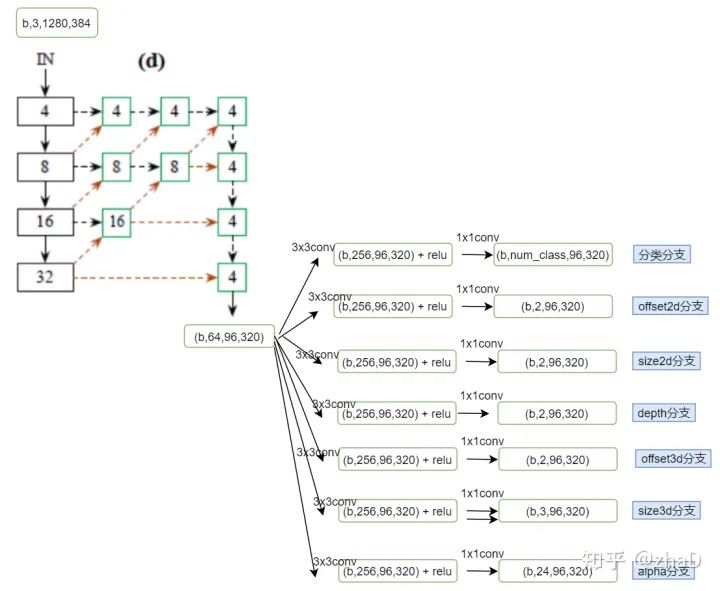 b,3,1280,384
IN
(d)
4 4 4 4
8 8 8 4
16 16 4
32 4
(b,64,96,320)
3x3conv (b,256,96,320) + relu 1x1conv (b,num_class,96,320) 分类分支
3x3conv (b,256,96,320) + relu 1x1conv (b,2,96,320) offset2d分支
3x3conv (b,256,96,320) + relu 1x1conv (b,2,96,320) size2d分支
3x3conv (b,256,96,320) + relu 1x1conv (b,2,96,320) depth分支
3x3conv (b,256,96,320) + relu (b,2,96,320) 1x1conv offset3d分支
3x3conv (b,256,96,320) + relu 1x1conv (b,3,96,320) size3d分支
3x3conv (b,256,96,320) + relu 1x1conv (b,24,96,320) alpha分支
知乎 @zhaD